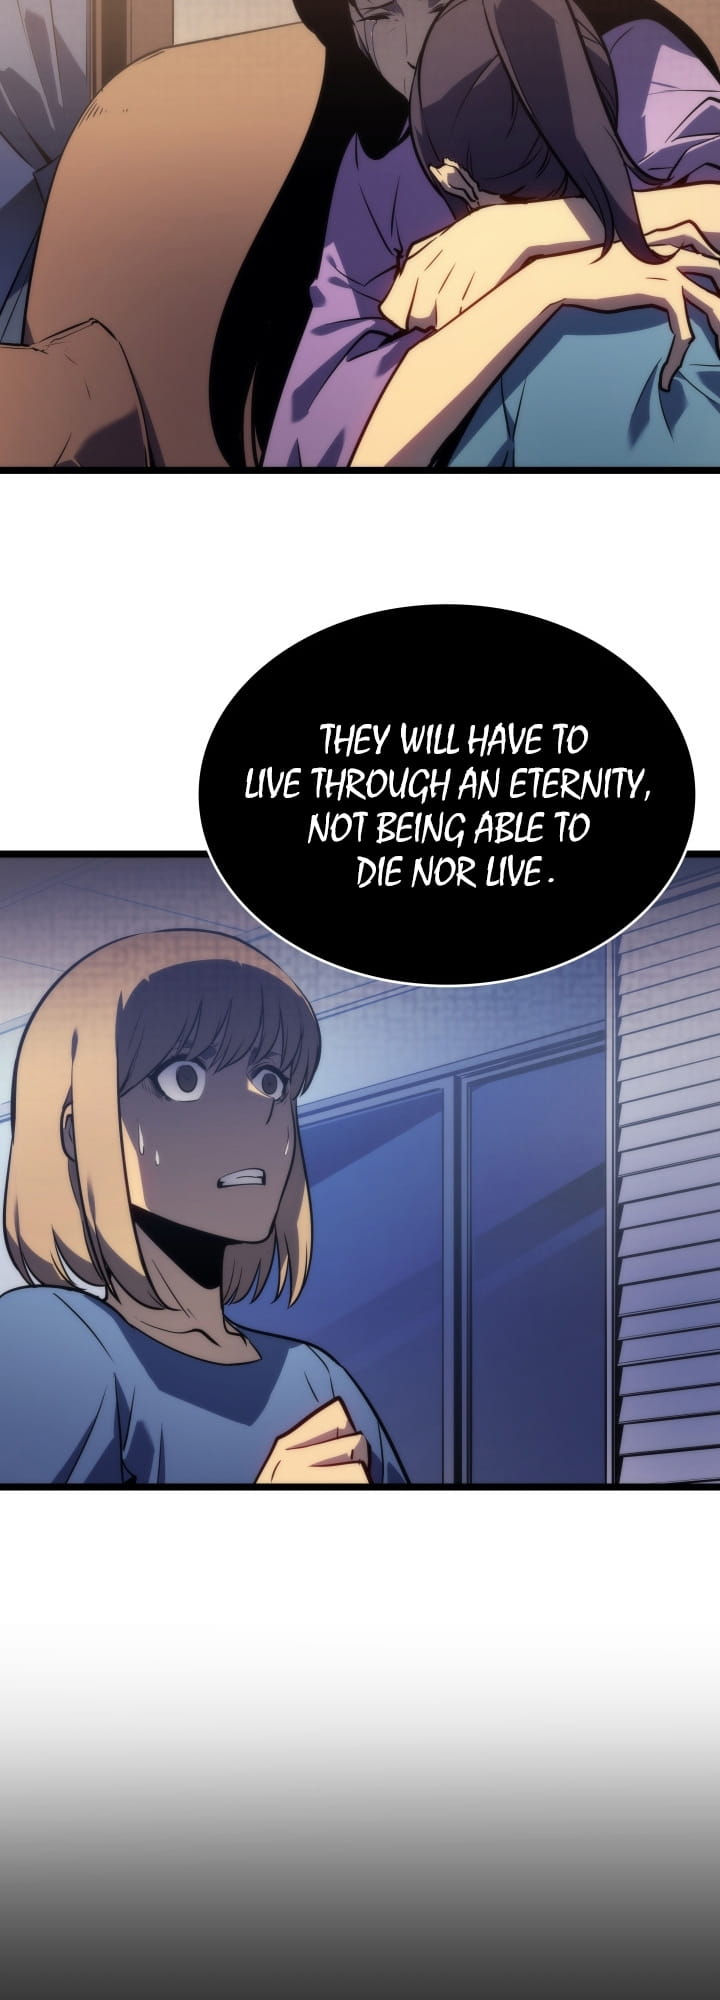 THEY WILL HAVE TO
LIVE THROUGH AN ETERNITY,
NOT BEING ABLE TO
DIE NOR LIVE.